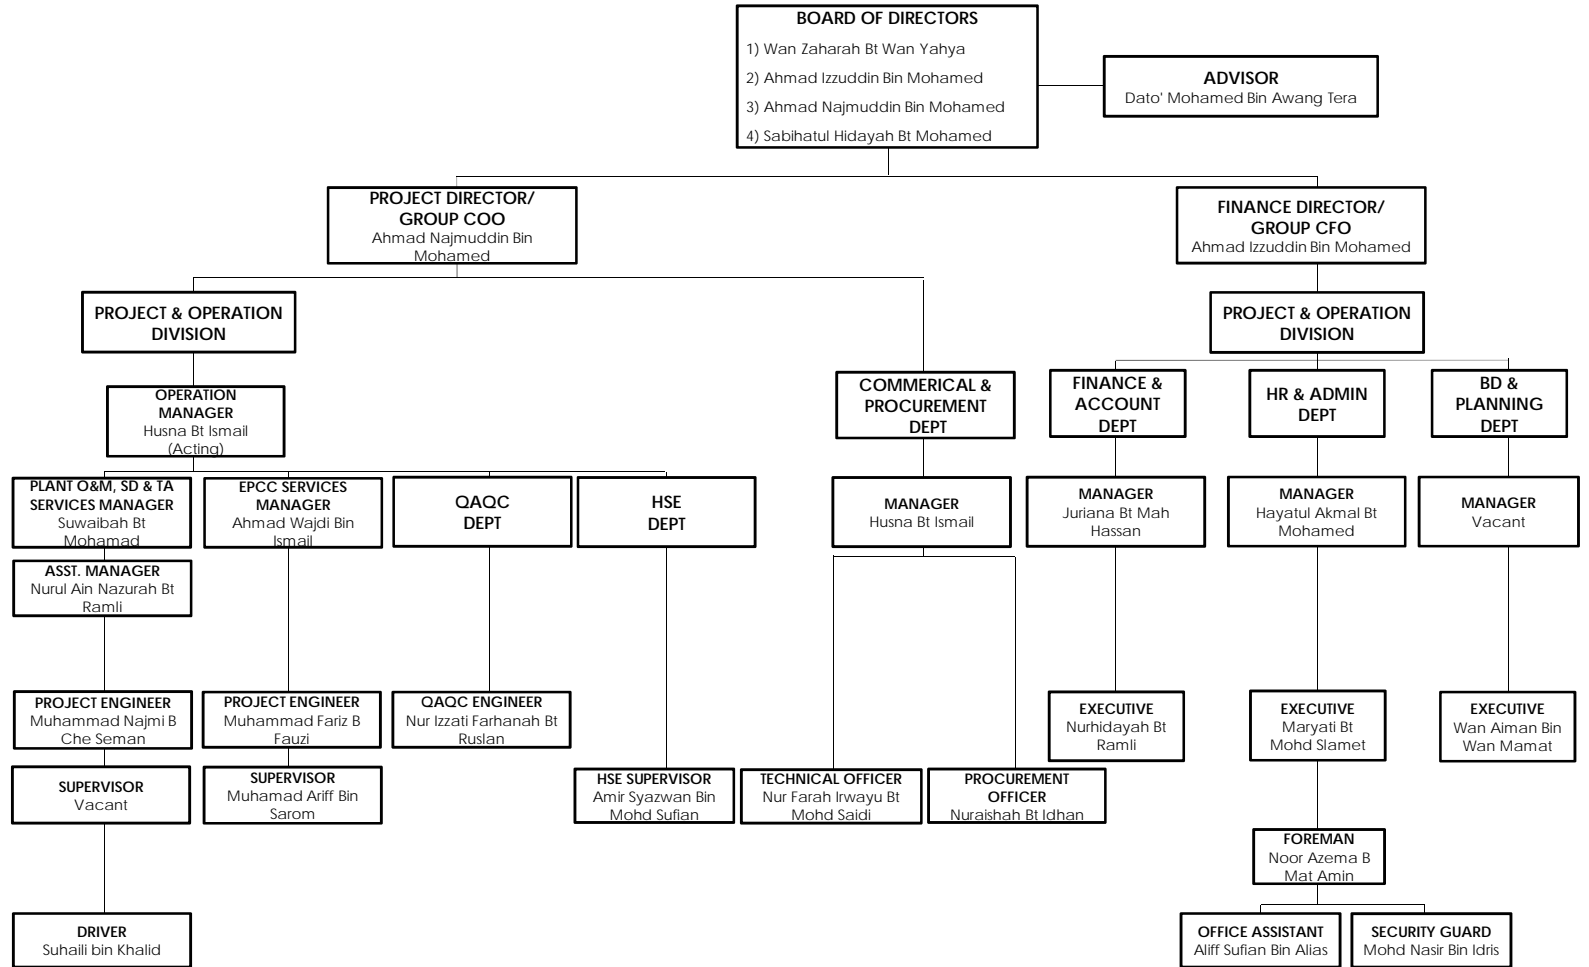 BOARD OF DIRECTORS
1) Wan Zaharah Bt Wan Yahya
2) Ahmad Izzuddin Bin Mohamed
3) Ahmad Najmuddin Bin Mohamed
4) Sabihatul Hidayah Bt Mohamed
ADVISOR
Dato' Mohamed Bin Awang Tera
PROJECT DIRECTOR/
GROUP COO
Ahmad Najmuddin Bin
Mohamed
FINANCE DIRECTOR/
GROUP CFO
Ahmad Izzuddin Bin Mohamed
PROJECT & OPERATION
DIVISION
PROJECT & OPERATION
DIVISION
OPERATION
MANAGER
Husna Bt Ismail
(Acting)
COMMERICAL &
PROCUREMENT
DEPT
FINANCE &
ACCOUNT
DEPT
HR & ADMIN
DEPT
BD &
PLANNING
DEPT
PLANT O&M, SD & TA
SERVICES MANAGER
Suwaibah Bt
Mohamad
EPCC SERVICES
MANAGER
Ahmad Wajdi Bin
Ismail
QAQC
DEPT
HSE
DEPT
MANAGER
Husna Bt Ismail
MANAGER
Juriana Bt Mah
Hassan
MANAGER
Hayatul Akmal Bt
Mohamed
MANAGER
Vacant
ASST. MANAGER
Nurul Ain Nazurah Bt
Ramli
PROJECT ENGINEER
Muhammad Najmi B
Che Seman
PROJECT ENGINEER
Muhammad Fariz B
Fauzi
QAQC ENGINEER
Nur Izzati Farhanah Bt
Ruslan
EXECUTIVE
Nurhidayah Bt
Ramli
EXECUTIVE
Maryati Bt
Mohd Slamet
EXECUTIVE
Wan Aiman Bin
Wan Mamat
SUPERVISOR
Vacant
SUPERVISOR
Muhamad Ariff Bin
Sarom
HSE SUPERVISOR
Amir Syazwan Bin
Mohd Sufian
TECHNICAL OFFICER
Nur Farah Irwayu Bt
Mohd Saidi
PROCUREMENT
OFFICER
Nuraishah Bt Idhan
FOREMAN
Noor Azema B
Mat Amin
DRIVER
Suhaili bin Khalid
OFFICE ASSISTANT
Aliff Sufian Bin Alias
SECURITY GUARD
Mohd Nasir Bin Idris